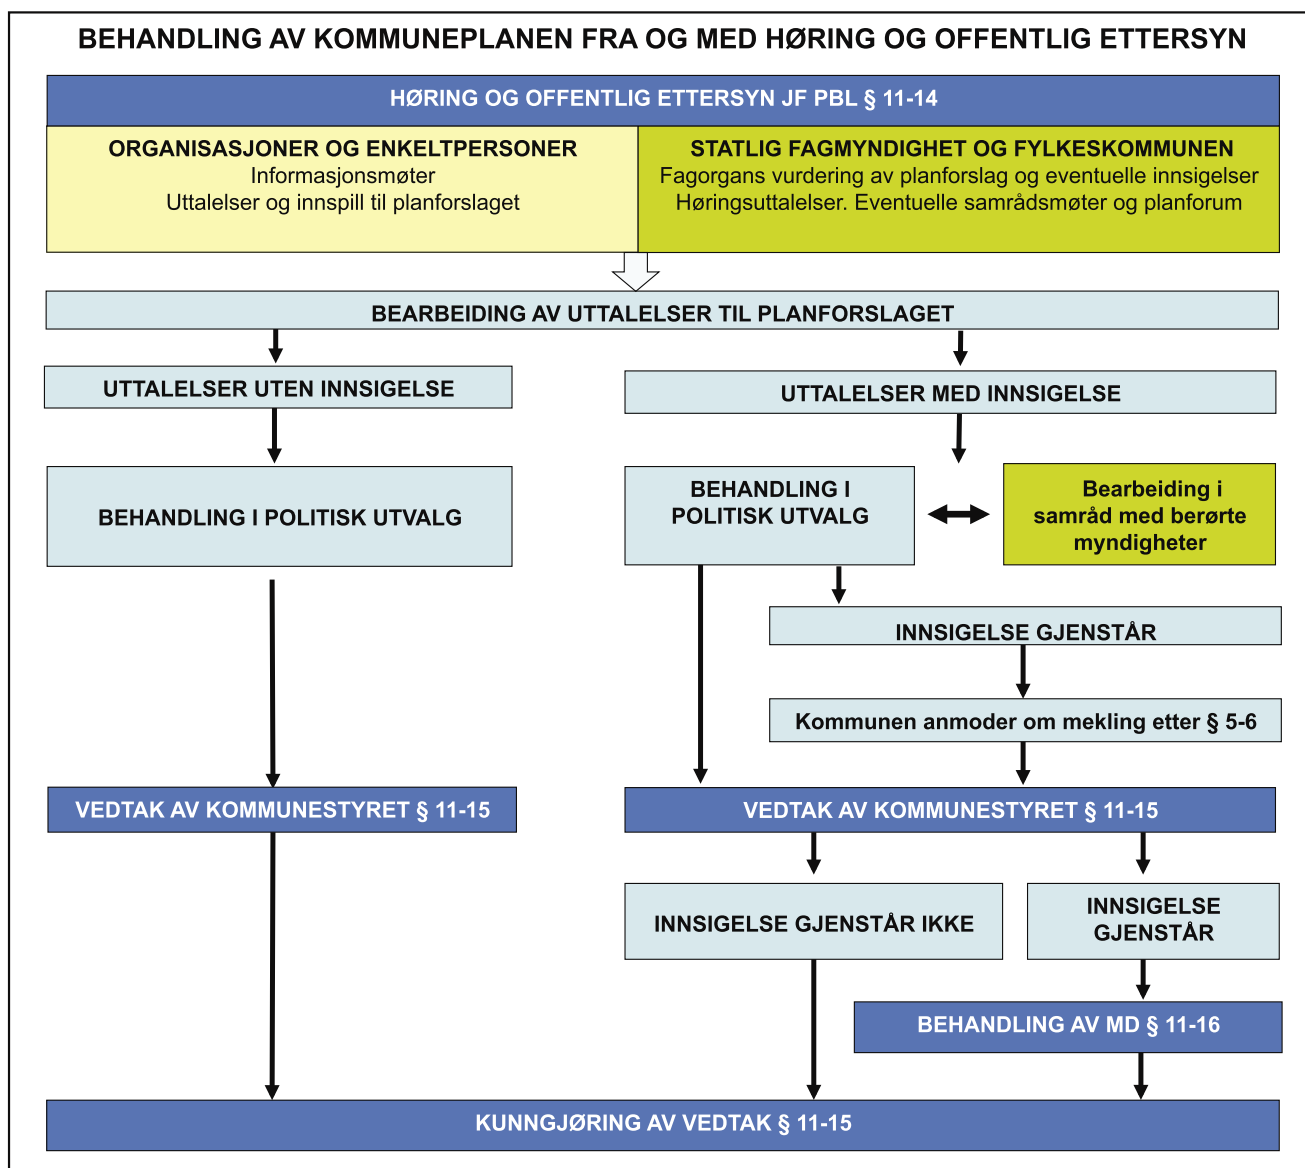 BEHANDLING AV KOMMUNEPLANEN FRA OG MED HØRING OG OFFENTLIG ETTERSYN
HØRING OG OFFENTLIG ETTERSYN JF PBL § 11-14
ORGANISASJONER OG ENKELTPERSONER
Informasjonsmøter
Uttalelser og innspill til planforslaget
STATLIG FAGMYNDIGHET OG FYLKESKOMMUNEN
Fagorgans vurdering av planforslag og eventuelle innsigelser
Høringsuttalelser. Eventuelle samrådsmøter og planforum
BEARBEIDING AV UTTALELSER TIL PLANFORSLAGET
UTTALELSER UTEN INNSIGELSE
UTTALELSER MED INNSIGELSE
BEHANDLING I POLITISK UTVALG
BEHANDLING I
POLITISK UTVALG
Bearbeiding i
samråd med berørte
myndigheter
INNSIGELSE GJENSTÅR
Kommunen anmoder om mekling etter § 5-6
VEDTAK AV KOMMUNESTYRET § 11-15
VEDTAK AV KOMMUNESTYRET § 11-15
INNSIGELSE GJENSTÅR IKKE
INNSIGELSE
GJENSTÅR
BEHANDLING AV MD § 11-16
KUNNGJØRING AV VEDTAK § 11-15